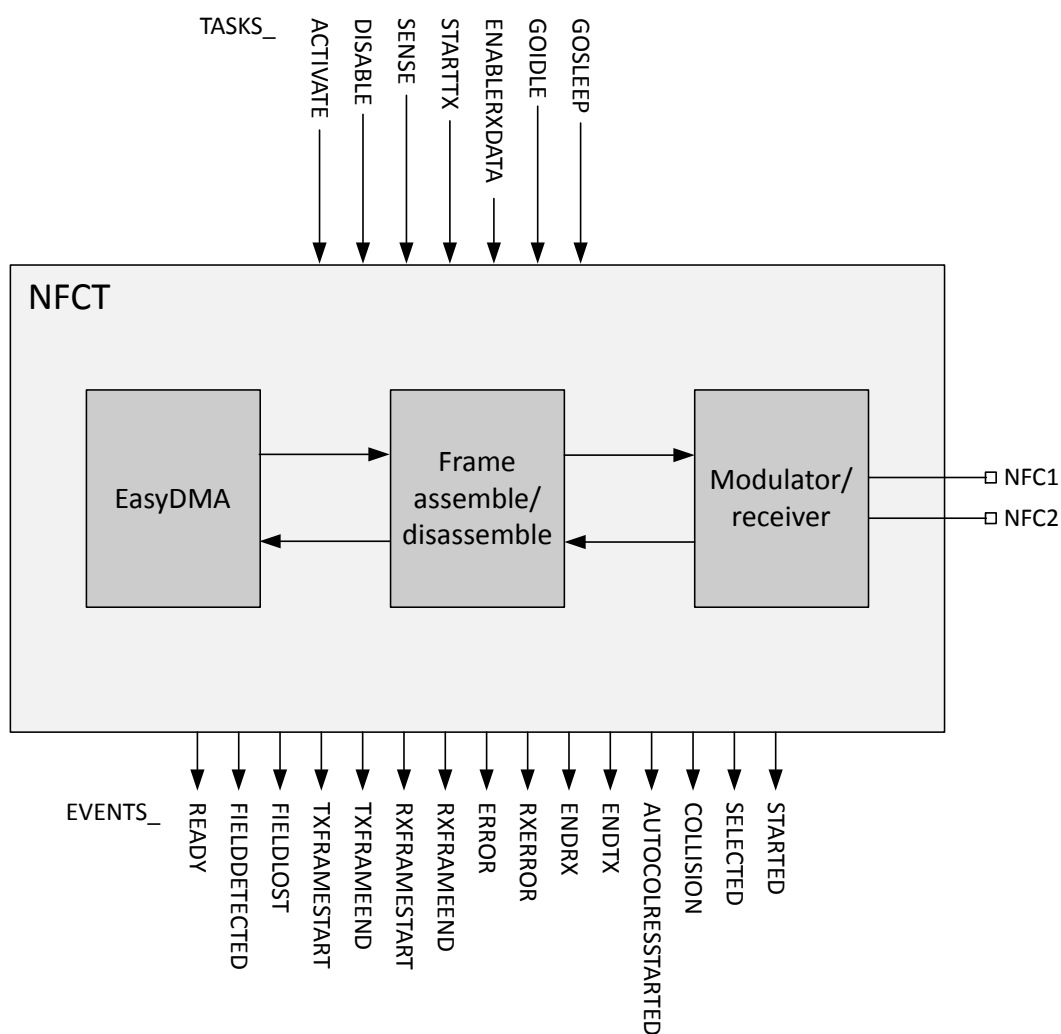 TASKS_
ACTIVATE
DISABLE
SENSE
STARTTX
ENABLERXDATA
GOIDLE
GOSLEEP
NFCT
EasyDMA
Frame
assemble/
disassemble
Modulator/
receiver
NFC1
NFC2
EVENTS_
READY
FIELDDETECTED
FIELDLOST
TXFRAMESTART
TXFRAMEEND
RXFRAMESTART
RXFRAMEEND
ERROR
RXERROR
ENDRX
ENDTX
AUTOCOLRESSTARTED
COLLISION
SELECTED
STARTED